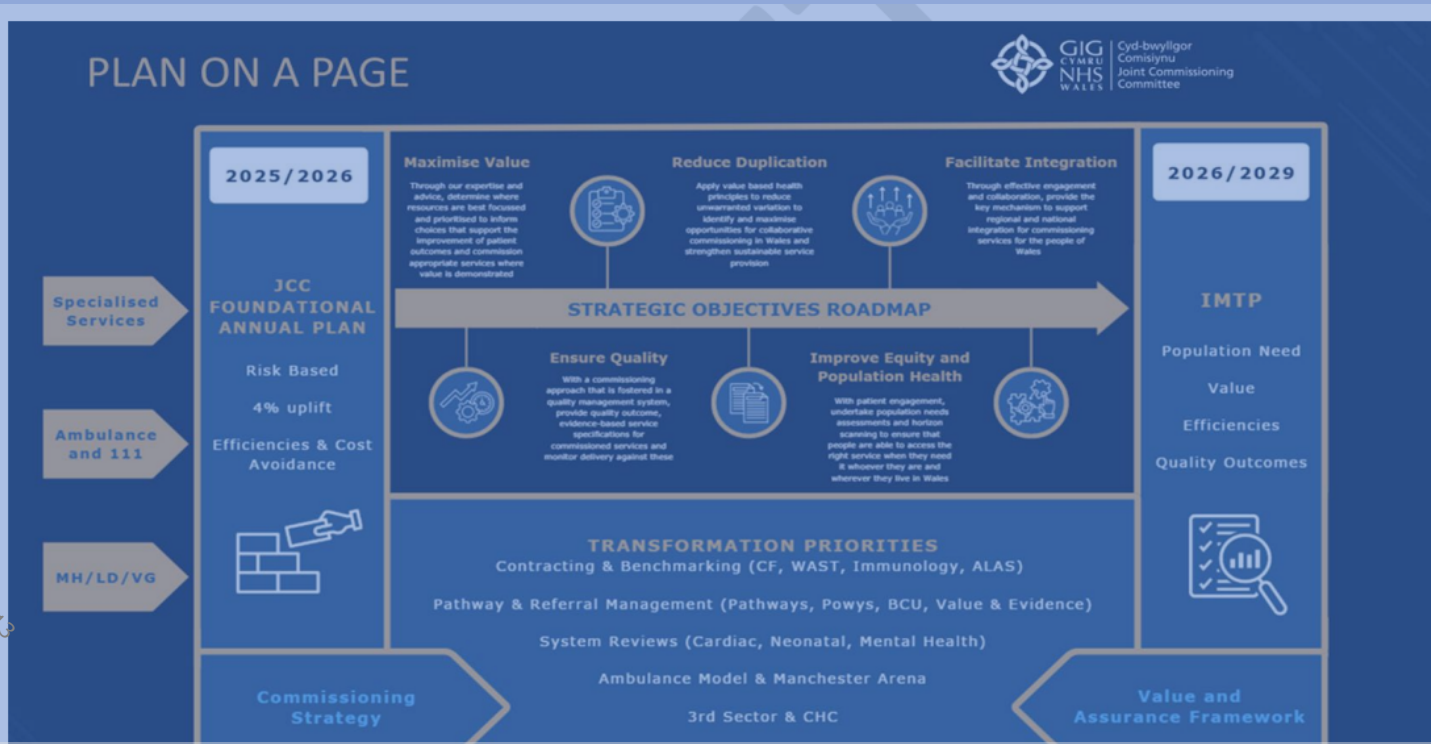 PLAN ON A PAGE
GIG
CYMRU
NHS
WALES
Cyd-bwyllgor
Comisiynu
Joint Commissioning
Committee
Specialised
Services
Ambulance
and 111
MH/LD/VG
2025/2026
JCC
FOUNDATIONAL
ANNUAL PLAN
Risk Based
4% uplift
Efficiencies & Cost
Avoidance
Maximise Value
Through our expertise and
advice, determine where
resources are best focussed
and prioritised to inform
choices that support the
improvement of patient
outcomes and commission
appropriate services where
value is demonstrated
Reduce Duplication
Apply value based health
principles to reduce
unwarranted variation to
identify and maximise
opportunities for collaborative
commissioning in Wales and
strengthen sustainable service
provision
Facilitate Integration
Through effective engagement
and collaboration, provide the
key mechanism to support
regional and national
integration for commissioning
services for the people of
Wales
STRATEGIC OBJECTIVES ROADMAP
Ensure Quality
With a commissioning
approach that is fostered in a
quality management system,
provide quality outcome,
evidence-based service
specifications for
commissioned services and
monitor delivery against these
Improve Equity and
Population Health
With patient engagement,
undertake population needs
assessments and horizon
scanning to ensure that
people are able to access the
right service when they need
it whoever they are and
wherever they live in Wales
2026/2029
IMTP
Population Need
Value
Efficiencies
Quality Outcomes
TRANSFORMATION PRIORITIES
Contracting & Benchmarking (CF, WAST, Immunology, ALAS)
Pathway & Referral Management (Pathways, Powys, BCU, Value & Evidence)
System Reviews (Cardiac, Neonatal, Mental Health)
Ambulance Model & Manchester Arena
3rd Sector & CHC
Commissioning
Strategy
Value and
Assurance Framework